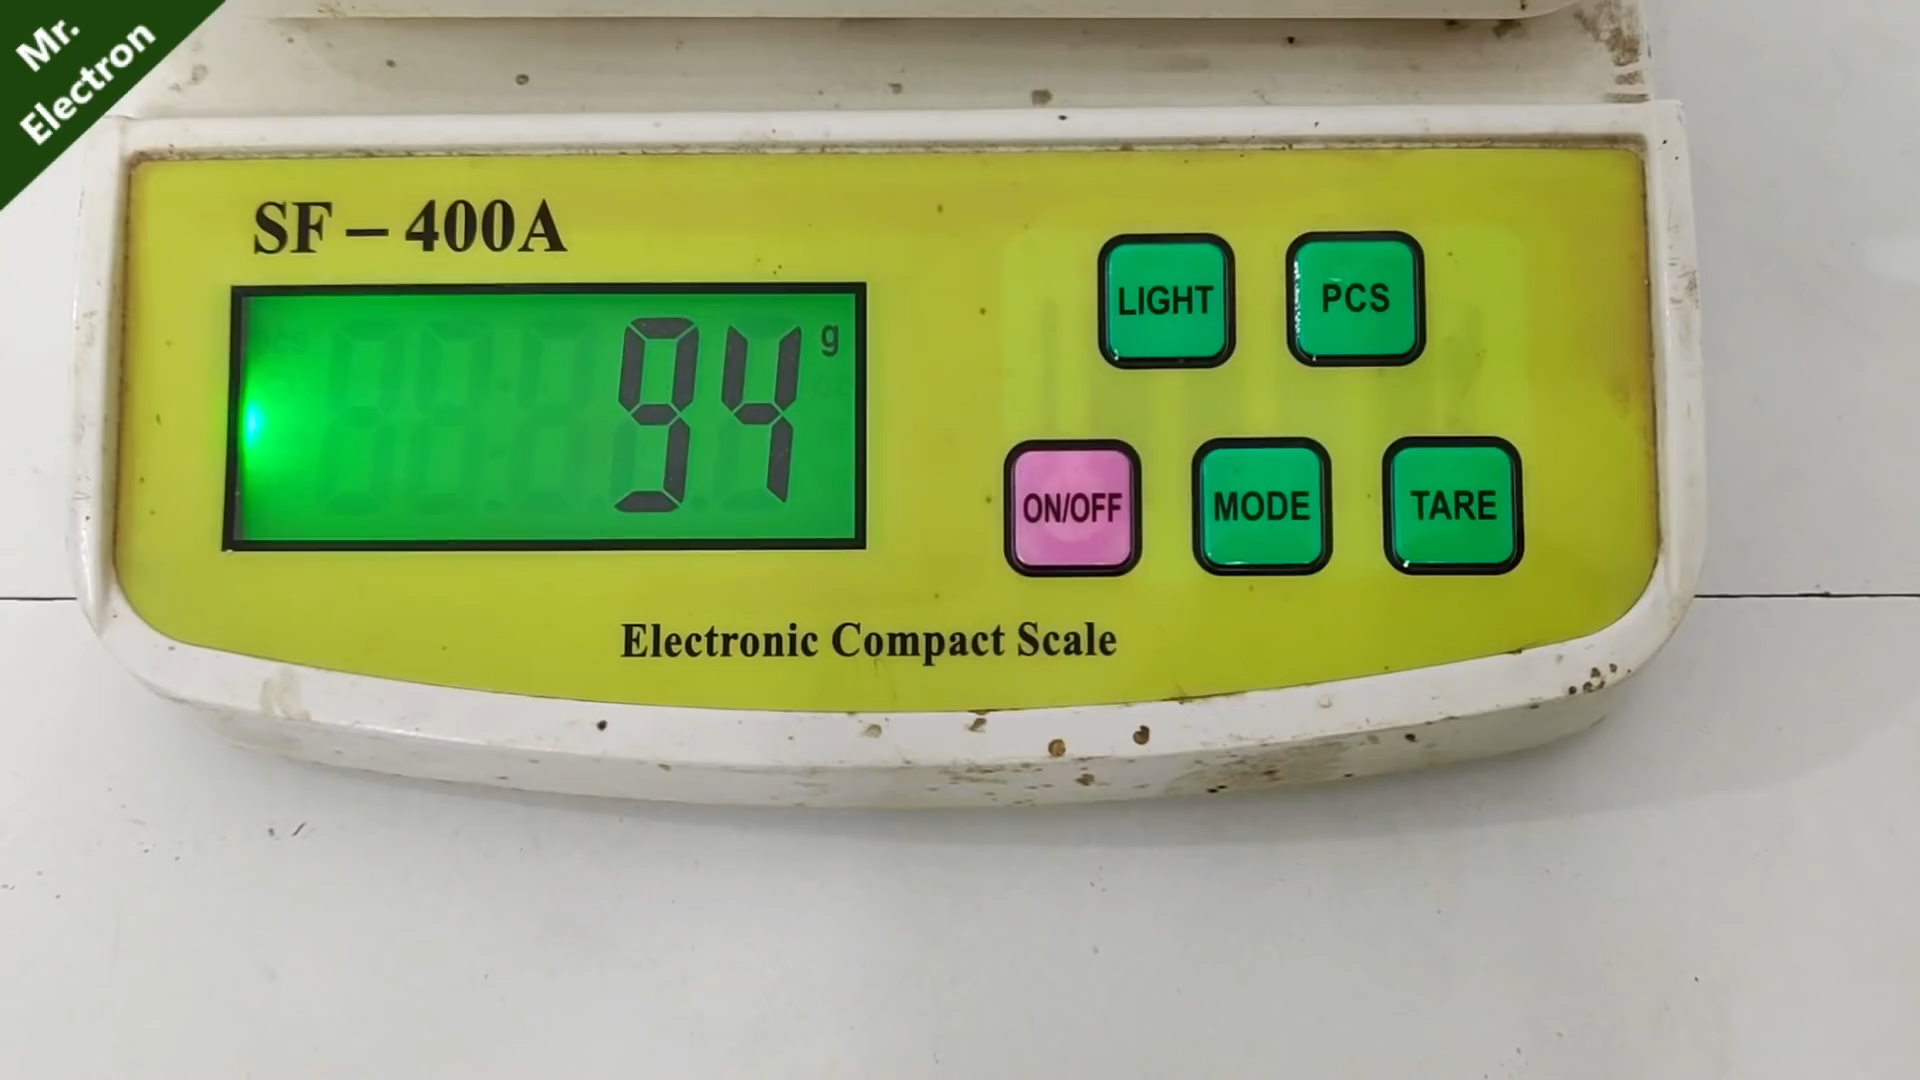 Mr.
Electron
SF – 400A
94 g
LIGHT
PCS
ON/OFF
MODE
TARE
Electronic Compact Scale